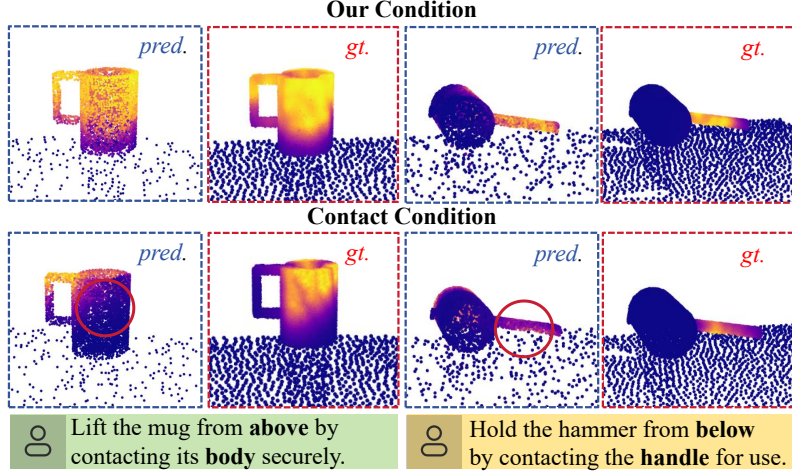 Our Condition
pred.
gt.
pred.
gt.
Contact Condition
pred.
gt.
pred.
gt.
Lift the mug from above by
contacting its body securely.
Hold the hammer from below
by contacting the handle for use.